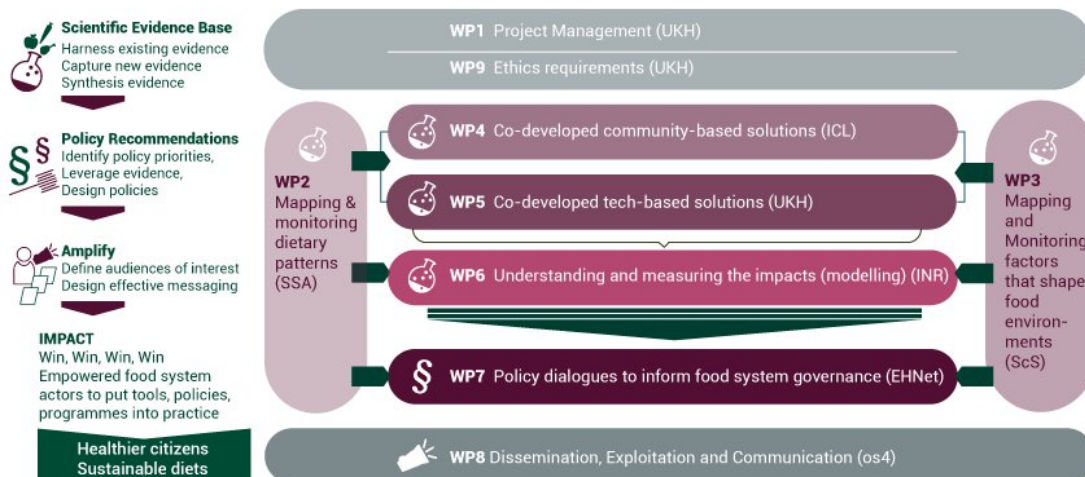 Scientific Evidence Base
Harness existing evidence
Capture new evidence
Synthesis evidence
§ §
Policy Recommendations
Identify policy priorities,
Leverage evidence,
Design policies
Amplify
Define audiences of interest
Design effective messaging
IMPACT
Win, Win, Win, Win
Empowered food system
actors to put tools, policies,
programmes into practice
Healthier citizens
Sustainable diets
WP1 Project Management (UKH)
WP9 Ethics requirements (UKH)
WP2
Mapping &
monitoring
dietary
patterns
(SSA)
WP4 Co-developed community-based solutions (ICL)
WP5 Co-developed tech-based solutions (UKH)
WP6 Understanding and measuring the impacts (modelling) (INR)
§ WP7 Policy dialogues to inform food system governance (EHNet)
WP3
Mapping
and
Monitoring
factors
that shape
food
environ-
ments
(ScS)
WP8 Dissemination, Exploitation and Communication (os4)